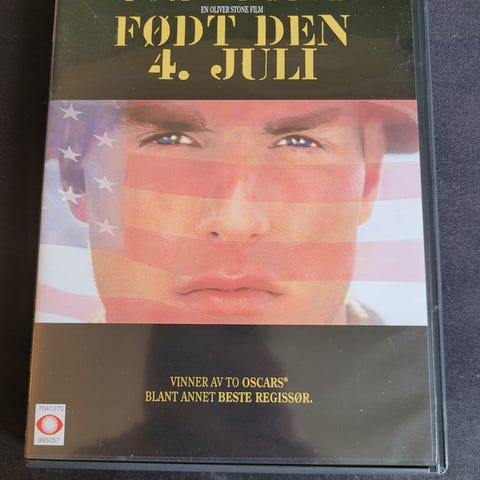 EN OLIVER STONE FILM
FØDT DEN
4. JULI
VINNER AV TO OSCARS®
BLANT ANNET BESTE REGISSØR.
7041270
995057